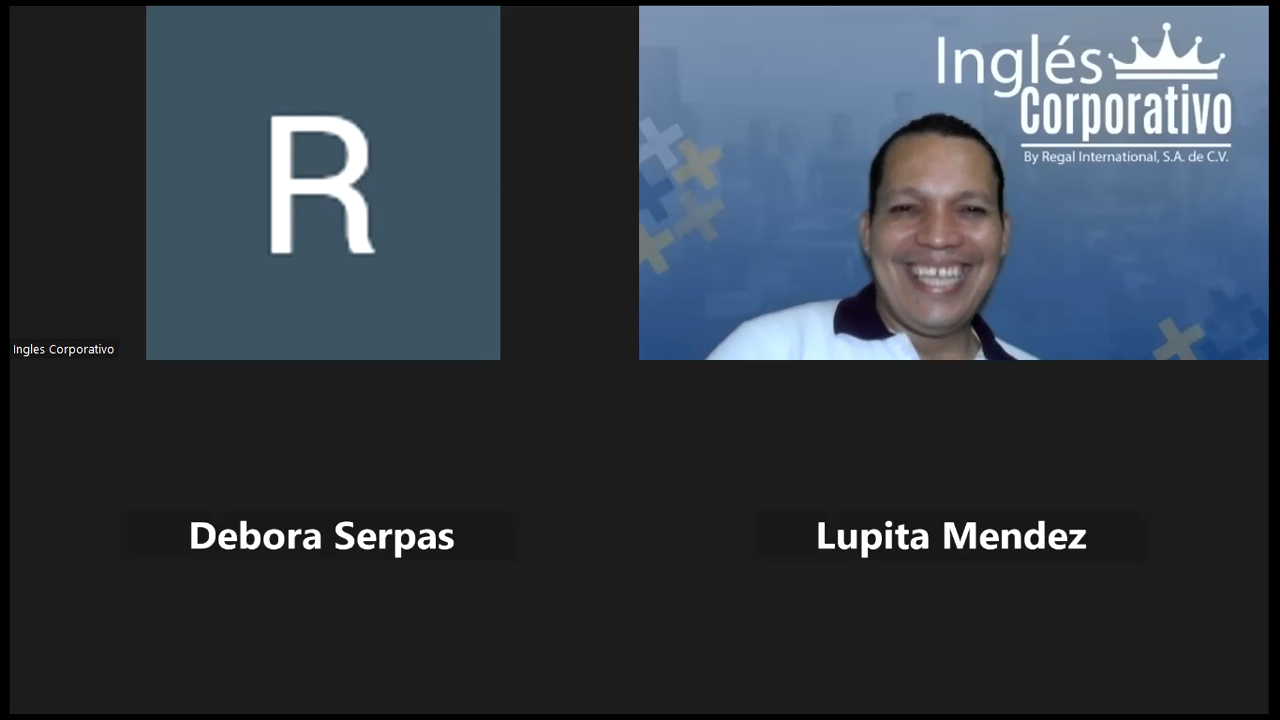 R
Inglés
Corporativo
By Regal International, S.A. de C.V.
Ingles Corporativo
Debora Serpas
Lupita Mendez